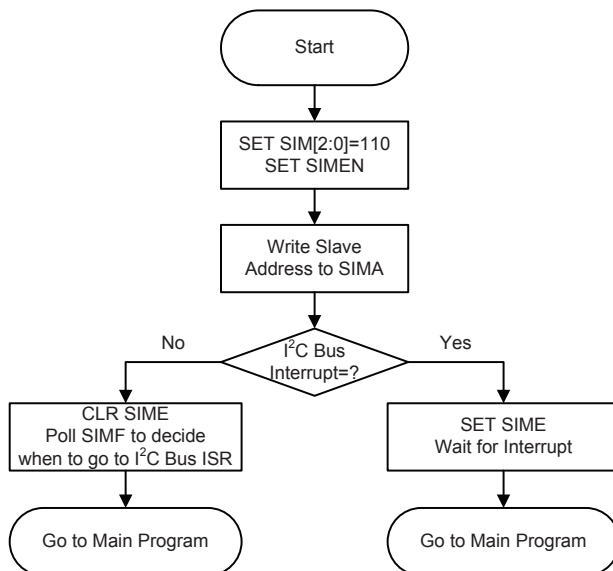 Start
SET SIM[2:0]=110
SET SIMEN
Write Slave
Address to SIMA
No
I²C Bus
Interrupt=?
Yes
CLR SIME
Poll SIMF to decide
when to go to I²C Bus ISR
SET SIME
Wait for Interrupt
Go to Main Program
Go to Main Program